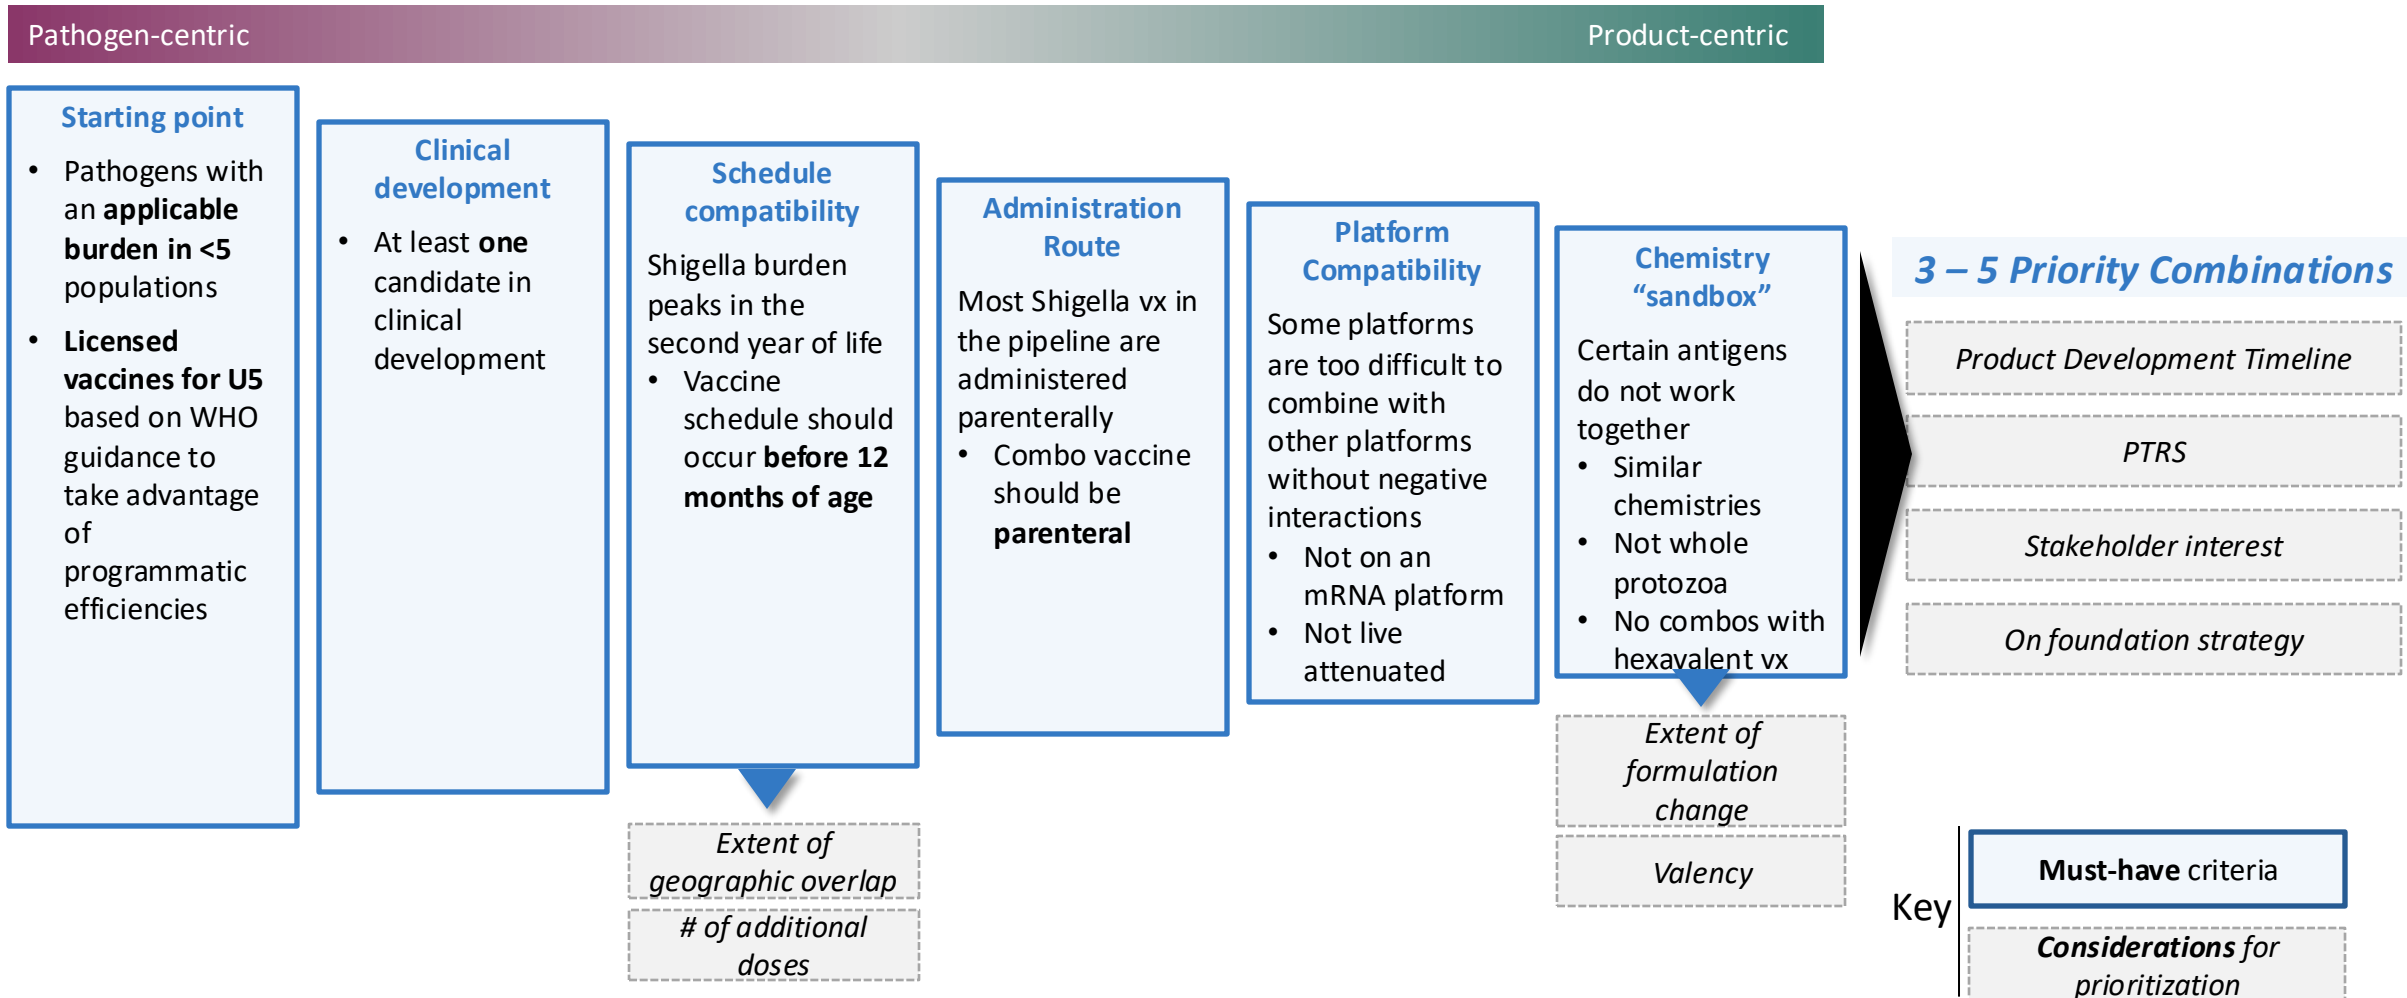 Pathogen-centric
Product-centric
Starting point
• Pathogens with
an applicable
burden in <5
populations
• Licensed
vaccines for U5
based on WHO
guidance to
take advantage
of
programmatic
efficiencies
Clinical
development
• At least one
candidate in
clinical
development
Schedule
compatibility
Shigella burden
peaks in the
second year of life
• Vaccine
schedule should
occur before 12
months of age
Extent of
geographic overlap
# of additional
doses
Administration
Route
Most Shigella vx in
the pipeline are
administered
parenterally
• Combo vaccine
should be
parenteral
Platform
Compatibility
Some platforms
are too difficult to
combine with
other platforms
without negative
interactions
• Not on an
mRNA platform
• Not live
attenuated
Chemistry
“sandbox”
Certain antigens
do not work
together
• Similar
chemistries
• Not whole
protozoa
• No combos with
hexavalent vx
Extent of
formulation
change
Valency
3 – 5 Priority Combinations
Product Development Timeline
PTRS
Stakeholder interest
On foundation strategy
Key
Must-have criteria
Considerations for
prioritization